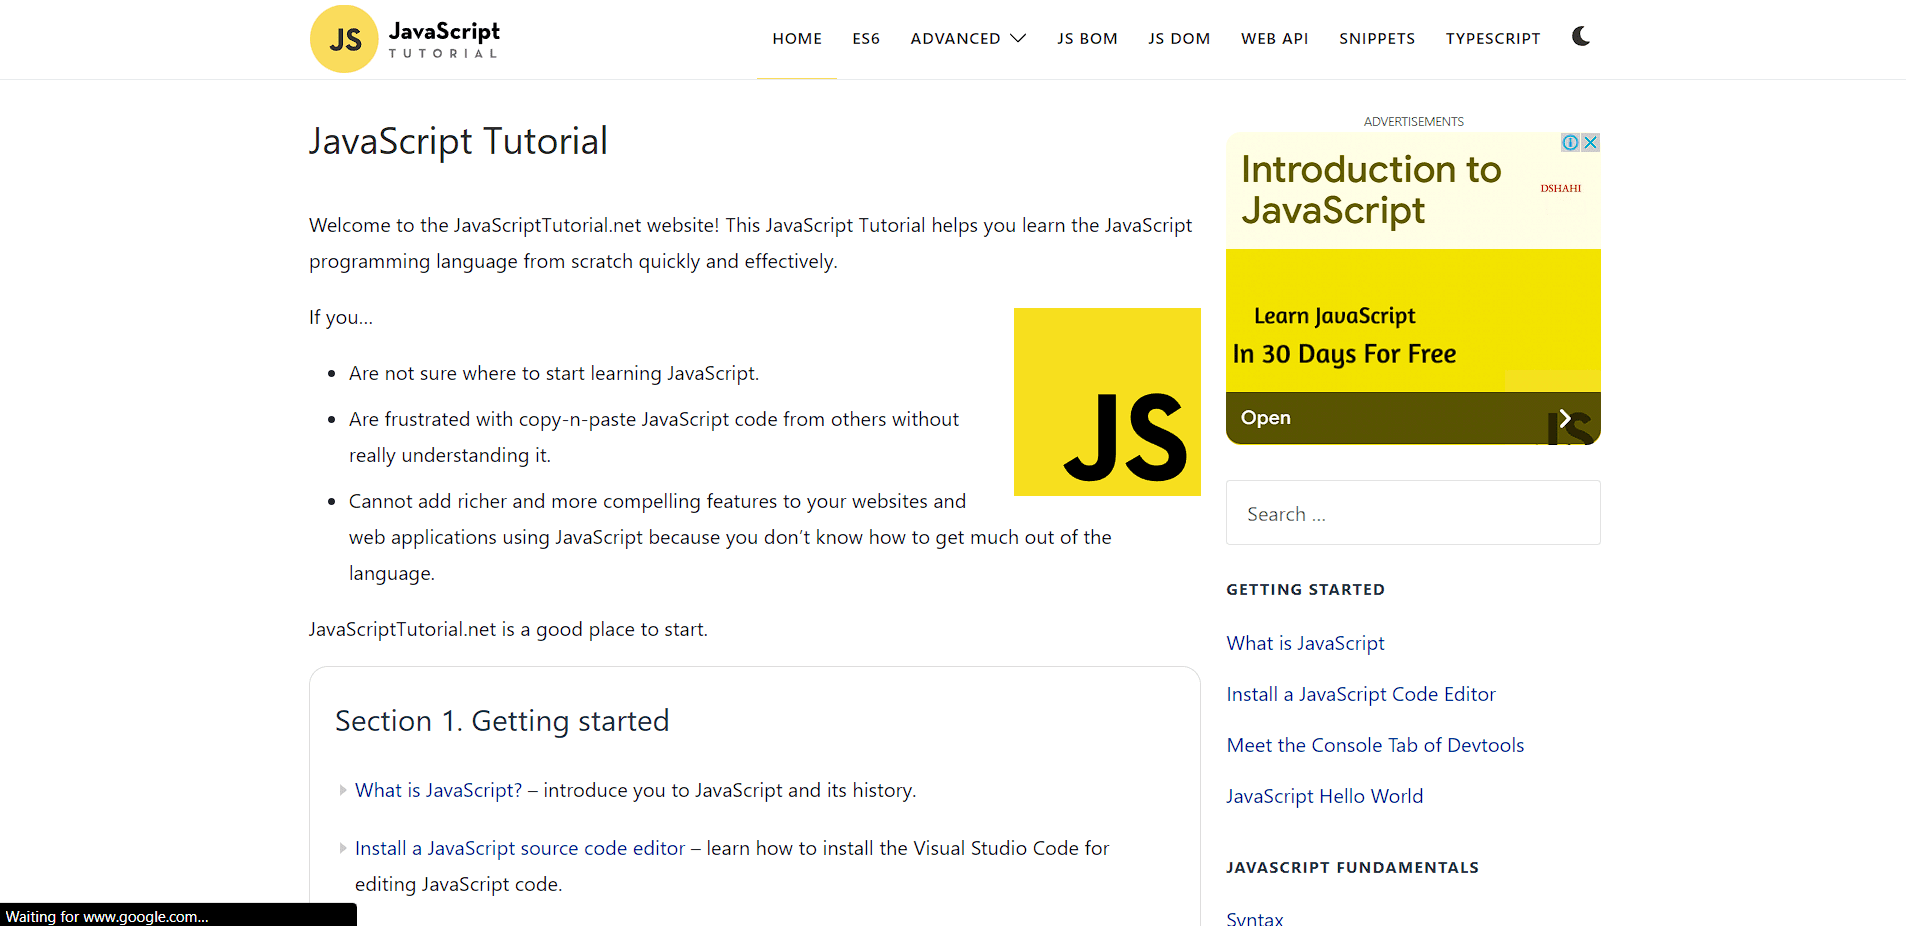 JS JavaScript
TUTORIAL
HOME ES6 ADVANCED JS BOM JS DOM WEB API SNIPPETS TYPESCRIPT
JavaScript Tutorial
Welcome to the JavaScriptTutorial.net website! This JavaScript Tutorial helps you learn the JavaScript
programming language from scratch quickly and effectively.
If you…
Are not sure where to start learning JavaScript.
Are frustrated with copy-n-paste JavaScript code from others without
really understanding it.
Cannot add richer and more compelling features to your websites and
web applications using JavaScript because you don’t know how to get much out of the
language.
JS
JavaScriptTutorial.net is a good place to start.
Section 1. Getting started
What is JavaScript? – introduce you to JavaScript and its history.
Install a JavaScript source code editor – learn how to install the Visual Studio Code for
editing JavaScript code.
ADVERTISEMENTS
Introduction to
JavaScript
DSHAHI
Learn JavaScript
In 30 Days For Free
Open
JS
Search …
GETTING STARTED
What is JavaScript
Install a JavaScript Code Editor
Meet the Console Tab of Devtools
JavaScript Hello World
JAVASCRIPT FUNDAMENTALS
Syntax
Waiting for www.google.com...